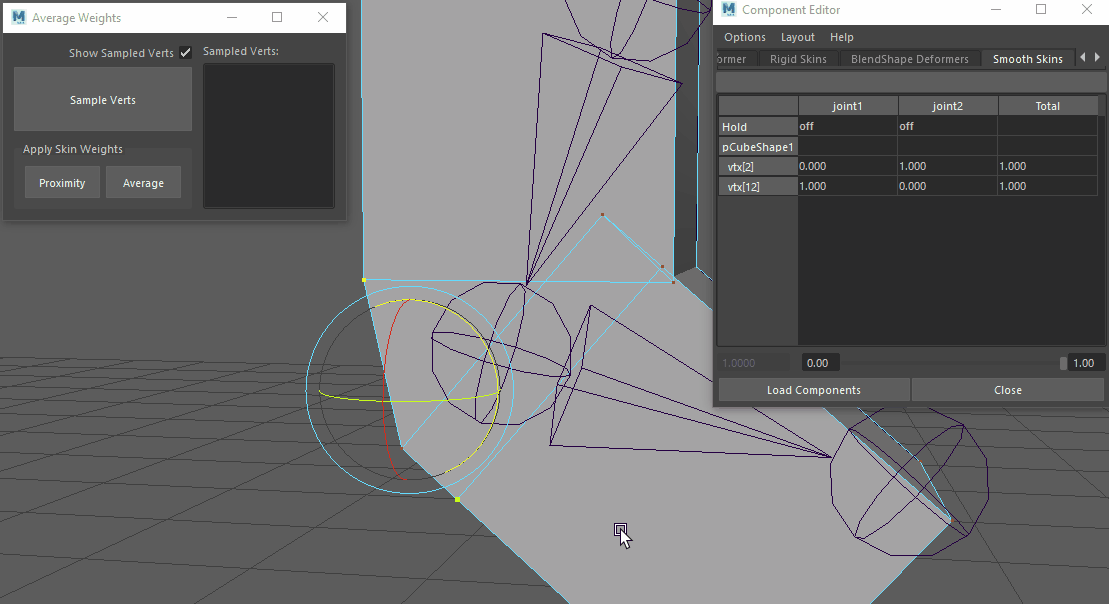 Average Weights
Show Sampled Verts
Sampled Verts:
Sample Verts
Apply Skin Weights
Proximity
Average
Component Editor
Options Layout Help
ormer Rigid Skins BlendShape Deformers Smooth Skins
joint1 joint2 Total
Hold off off
pCubeShape1
vtx[2] 0.000 1.000 1.000
vtx[12] 1.000 0.000 1.000
1.0000 0.00 1.00
Load Components Close